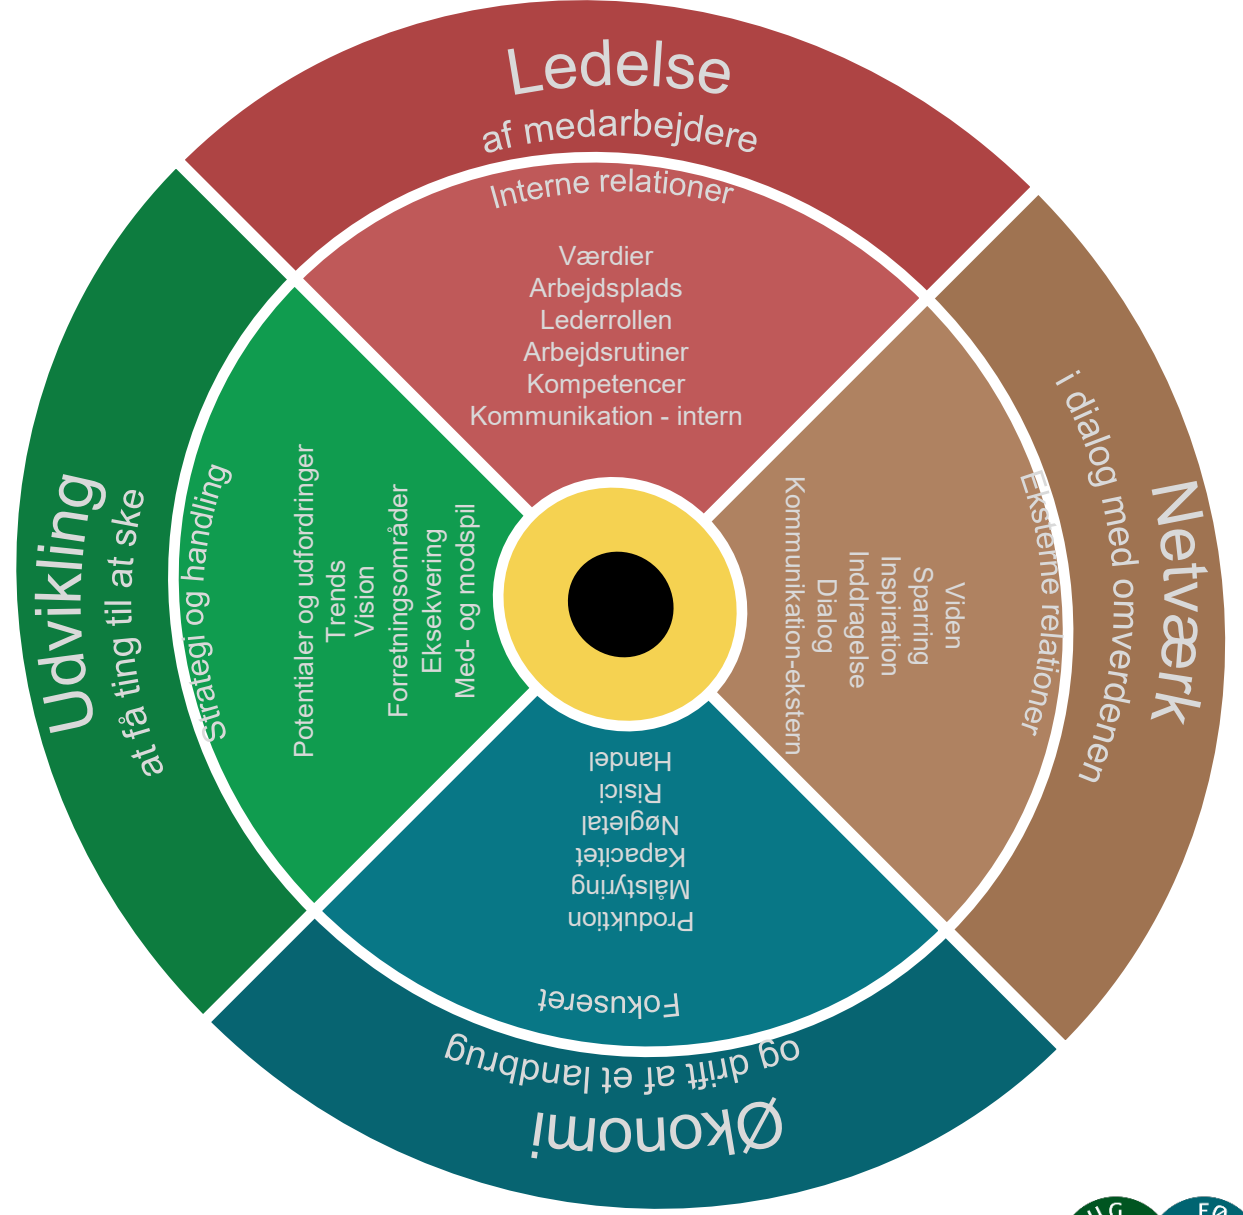 Ledelse
af medarbejdere
Interne relationer
Værdier
Arbejdsplads
Lederrollen
Arbejdsrutiner
Kompetencer
Kommunikation - intern
Netværk
i dialog med omverdenen
Eksterne relationer
Viden
Sparring
Inspiration
Inddragelse
Dialog
Kommunikation-ekstern
Økonomi
og drift af et landbrug
Fokuseret
Produktion
Målstyring
Kapacitet
Nøgletal
Risici
Handel
Udvikling
at få ting til at ske
Strategi og handling
Potentialer og udfordringer
Trends
Vision
Forretningsområder
Eksekvering
Med- og modspil